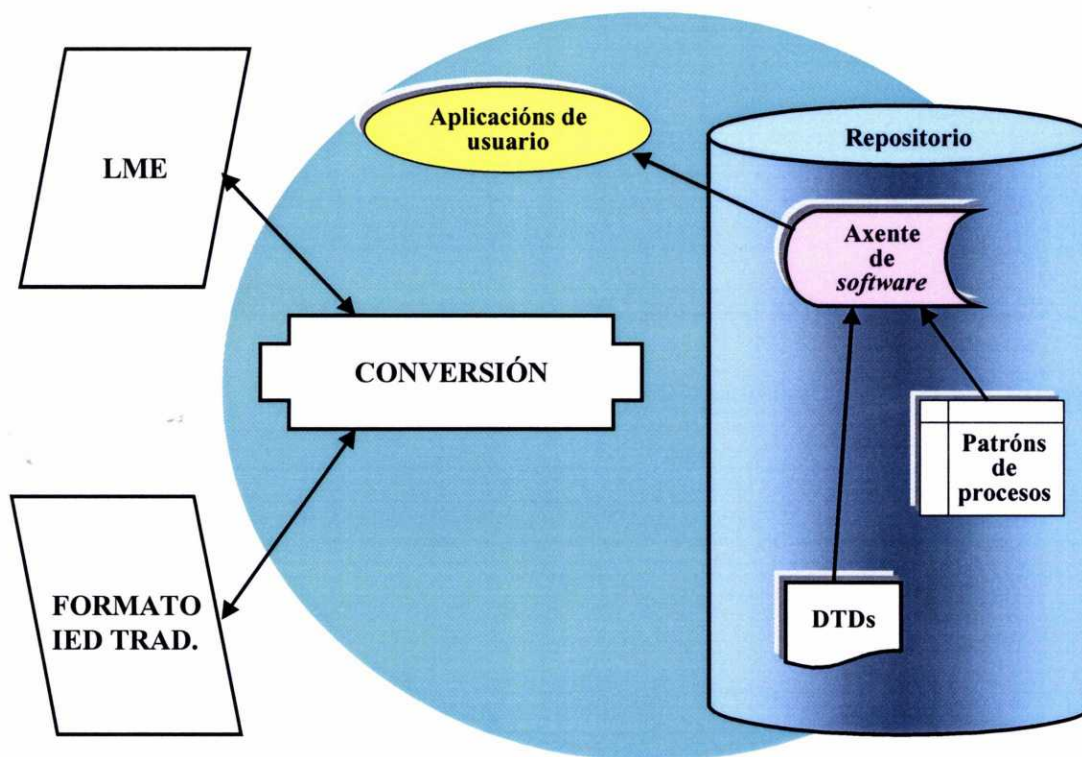 LME
Aplicacións de
usuario
Repositorio
Axente
de
software
CONVERSIÓN
Patróns
de
procesos
FORMATO
IED TRAD.
DTDs